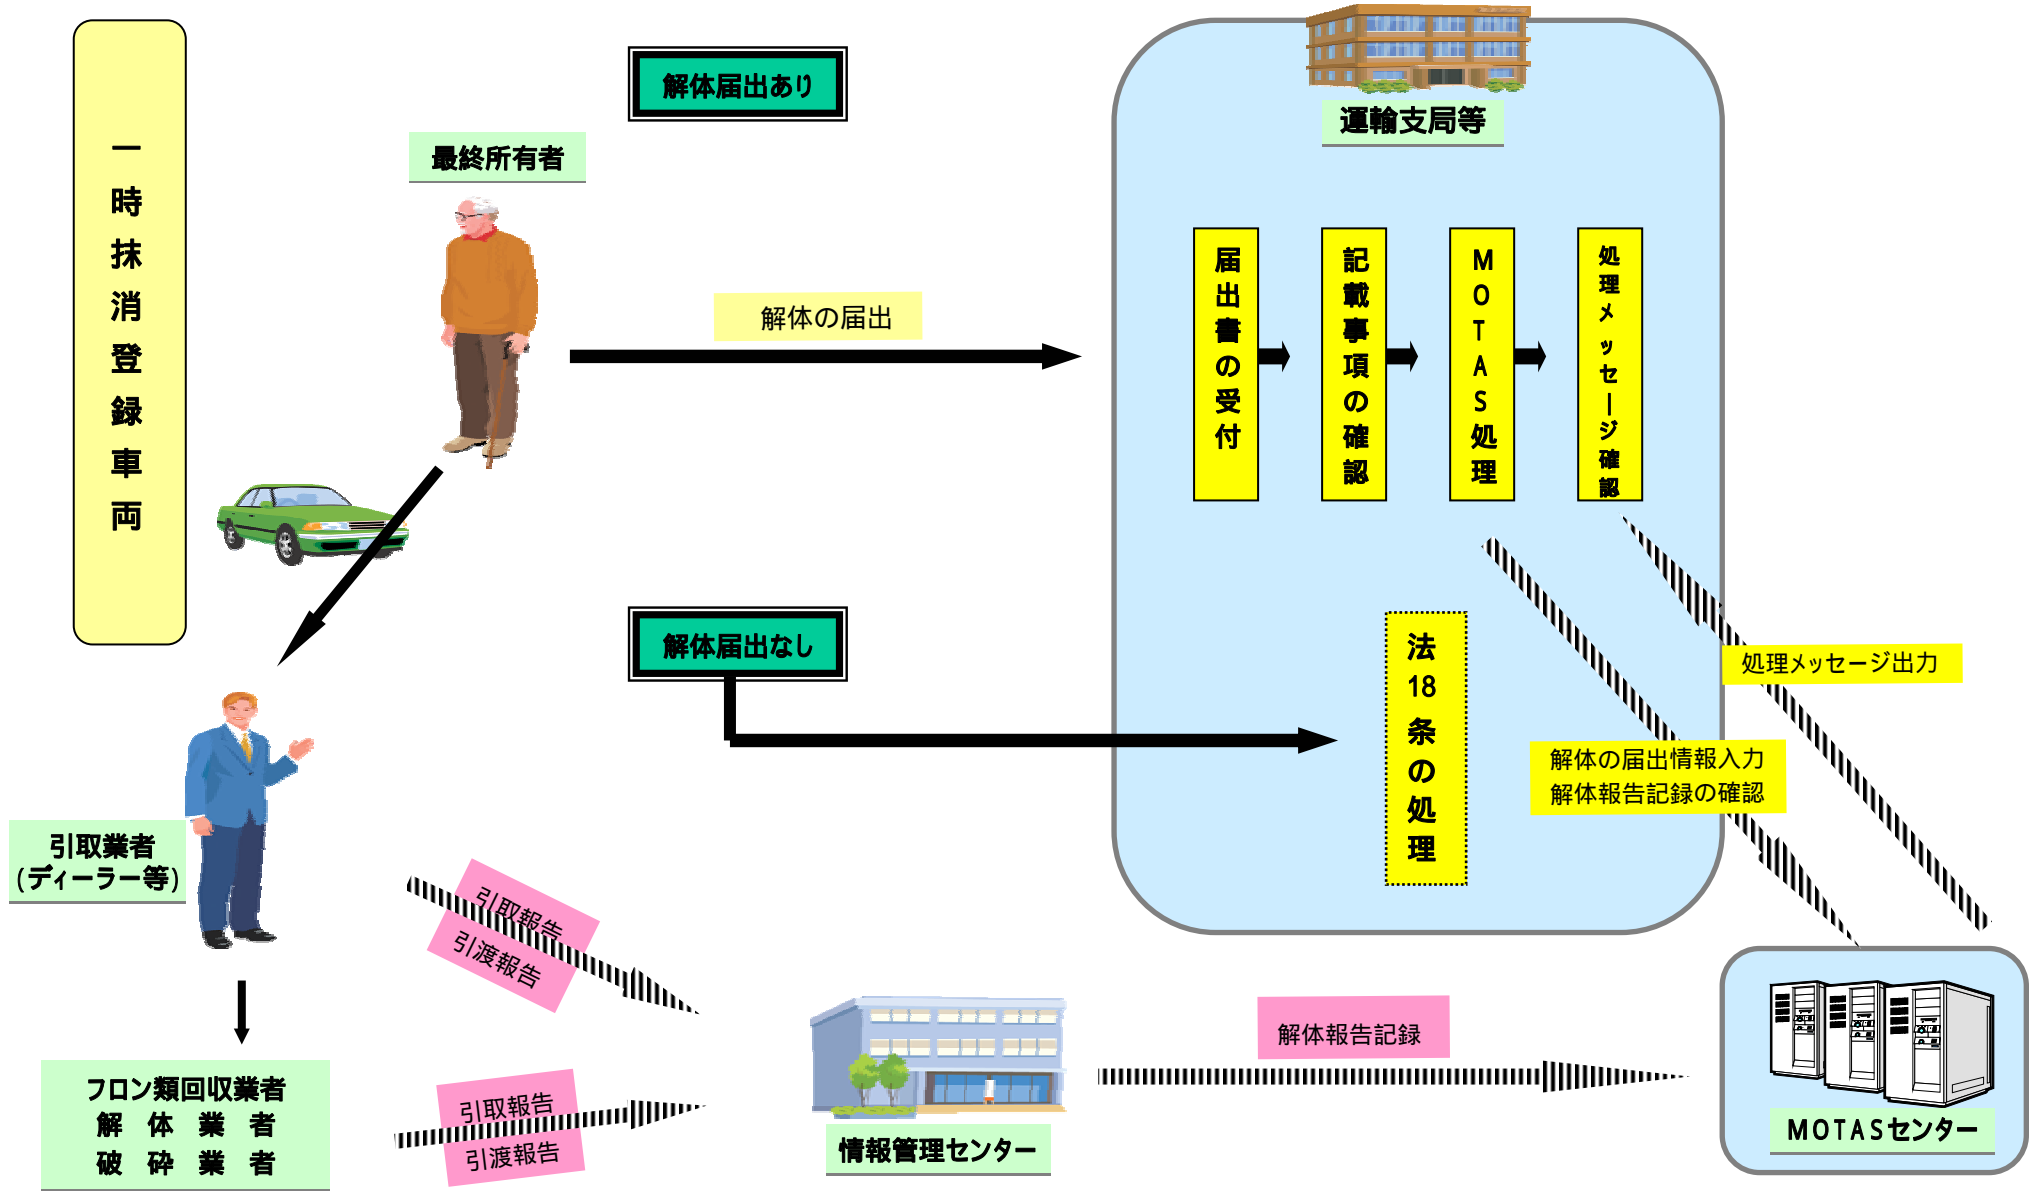 一時抹消登録車両
解体届出あり
運輸支局等
最終所有者
解体の届出
届出書の受付
記載事項の確認
MOTAS処理
処理メッセージ確認
解体届出なし
法18条の処理
処理メッセージ出力
解体の届出情報入力
解体報告記録の確認
引取業者
(ディーラー等)
引取報告
引渡報告
フロン類回収業者
解 体 業 者
破 砕 業 者
引取報告
引渡報告
情報管理センター
解体報告記録
MOTASセンター